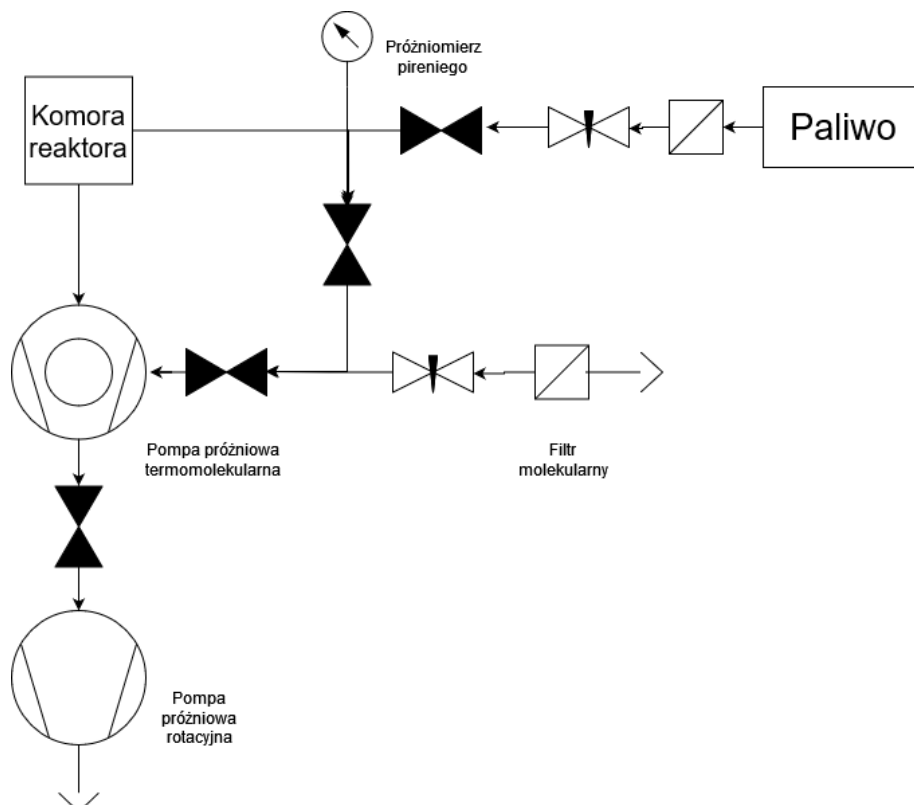 Próżniomierz
pireniego
Komora
reaktora
Paliwo
Pompa próżniowa
termomolekularna
Filtr
molekularny
Pompa
próżniowa
rotacyjna